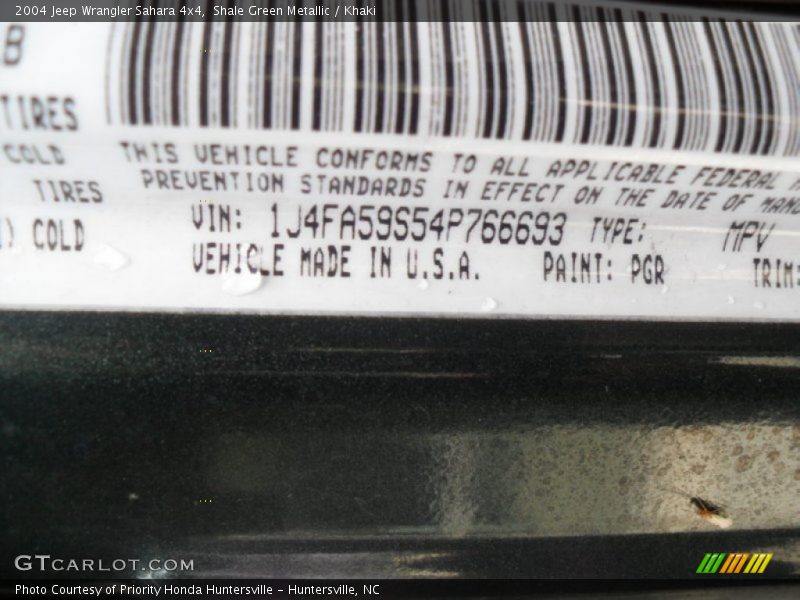 2004 Jeep Wrangler Sahara 4x4, Shale Green Metallic / Khaki
B
TIRES
COLD
TIRES
) COLD
THIS VEHICLE CONFORMS TO ALL APPLICABLE FEDERAL
PREVENTION STANDARDS IN EFFECT ON THE DATE OF MANU
VIN: 1J4FA59S54P766693 TYPE: MPV
VEHICLE MADE IN U.S.A. PAINT: PGR TRIM:
GTCARLOT.COM
Photo Courtesy of Priority Honda Huntersville - Huntersville, NC